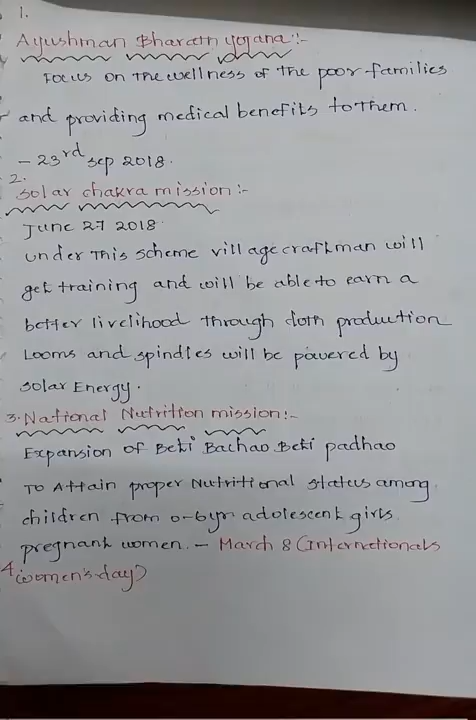 1.
Ayushman Bharath yojana :-
Focus on the wellness of the poor families
and providing medical benefits to them.
- 23rd sep 2018.
2.
solar chakra mission :-
June 27 2018
under This scheme village craftman will
get training and will be able to earn a
better livelihood through cloth production
Looms and spindles will be powered by
solar Energy.
3. National Nutrition mission :-
Expansion of Beti Bachao Beti padhao
To Attain proper Nutritional status among
children from 0-6yr adolescent girls
pregnant women. - March 8 (Internationals
4. women's day)